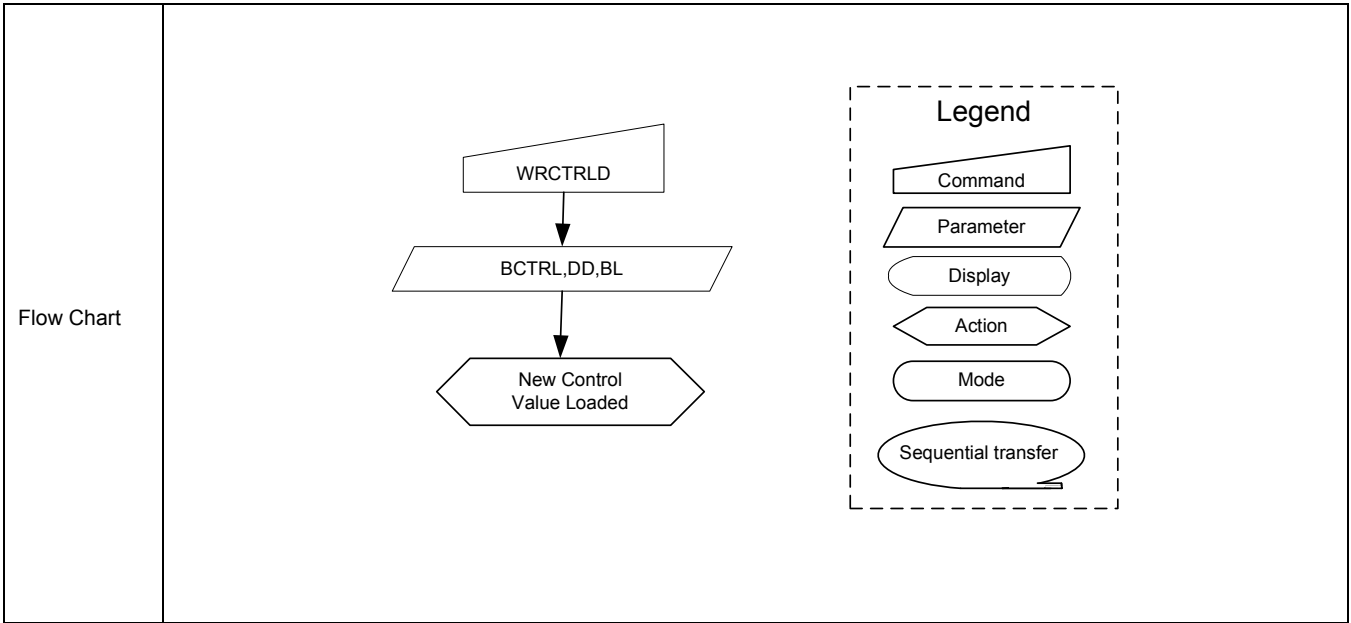 Flow Chart
WRCTRLD
BCTRL,DD,BL
New Control
Value Loaded
Legend
Command
Parameter
Display
Action
Mode
Sequential transfer